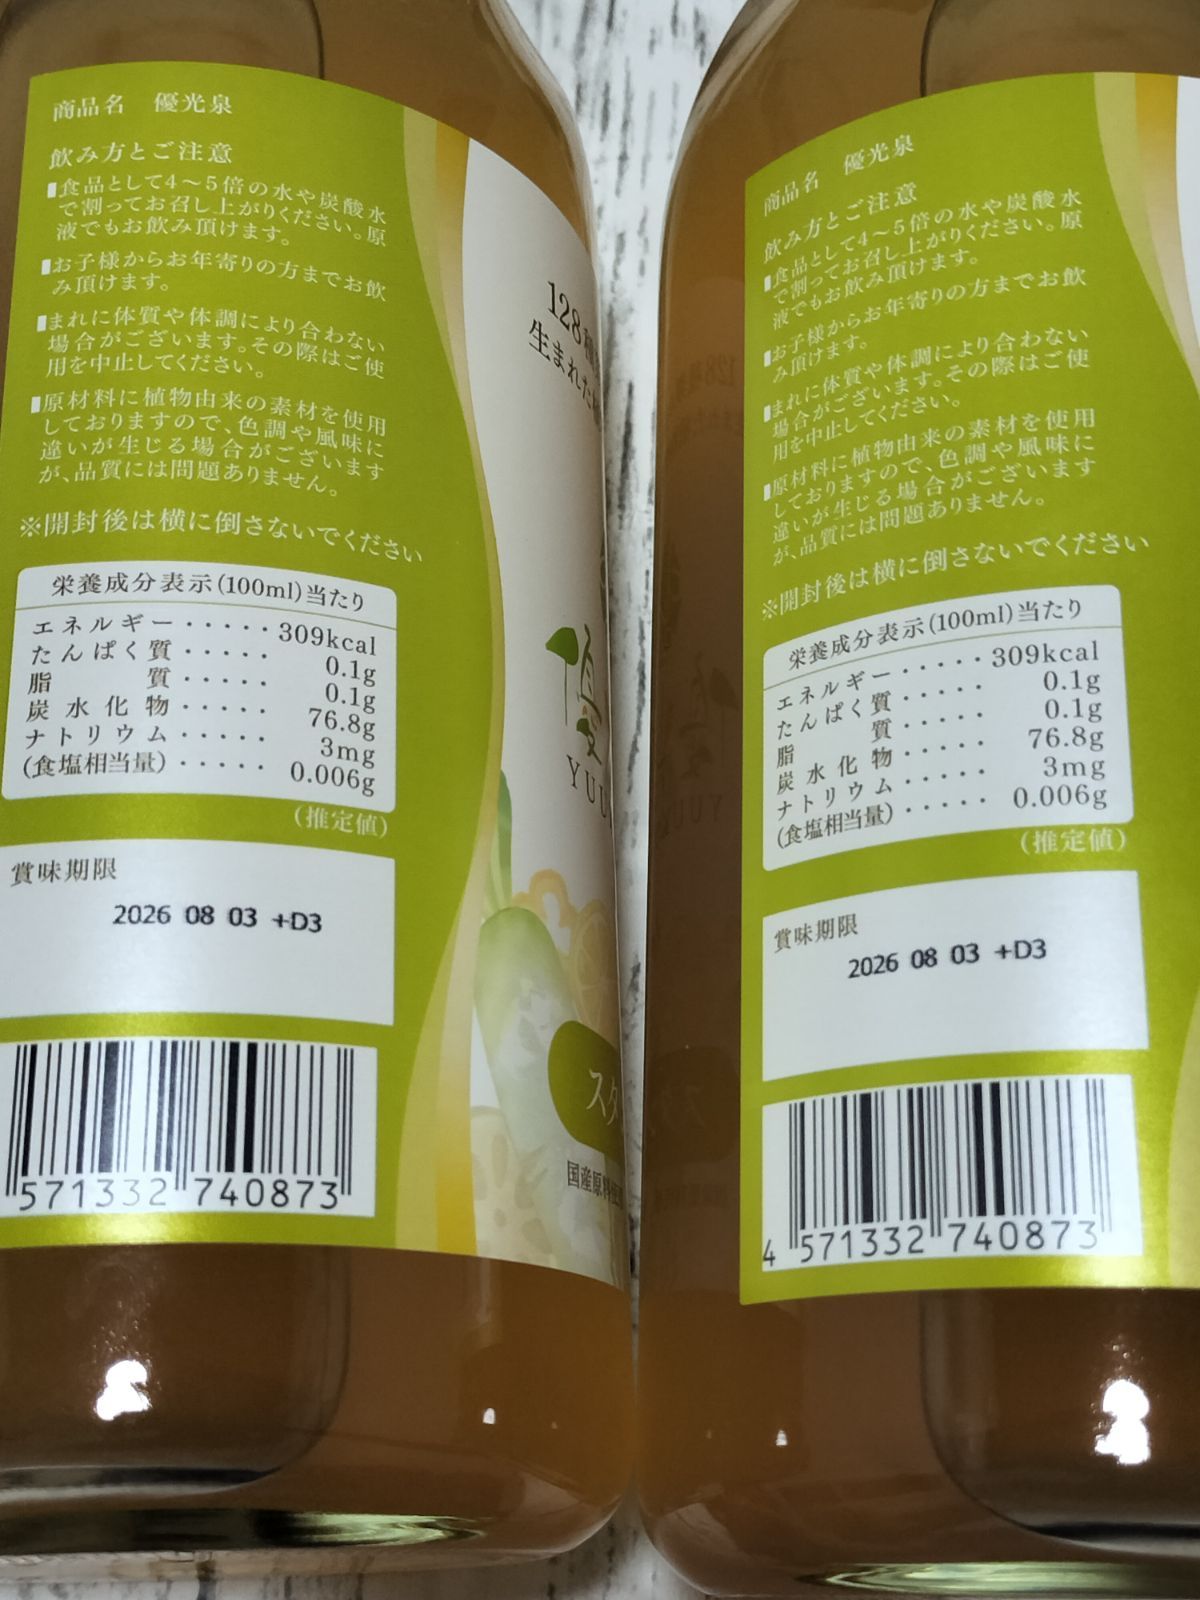 商品名 優光泉
飲み方とご注意
食品として4～5倍の水や炭酸水
で割ってお召し上がりください。原
液でもお飲み頂けます。
お子様からお年寄りの方までお飲
み頂けます。
まれに体質や体調により合わない
場合がございます。その際はご使
用を中止してください。
原材料に植物由来の素材を使用
しておりますので、色調や風味に
違いが生じる場合がございます
が、品質には問題ありません。
※開封後は横に倒さないでください
栄養成分表示(100ml)当たり
エネルギー ・・・・・ 309kcal
たんぱく質 ・・・・・ 0.1g
脂質 ・・・・・ 0.1g
炭水化物 ・・・・・ 76.8g
ナトリウム ・・・・・ 3mg
(食塩相当量) ・・・・・ 0.006g
(推定値)
賞味期限
2026 08 03 +D3
571332 740873
128種
生まれた
優
YUU
スタ
国産原料
商品名 優光泉
飲み方とご注意
食品として4～5倍の水や炭酸水
で割ってお召し上がりください。原
液でもお飲み頂けます。
お子様からお年寄りの方までお飲
み頂けます。
まれに体質や体調により合わない
場合がございます。その際はご使
用を中止してください。
原材料に植物由来の素材を使用
しておりますので、色調や風味に
違いが生じる場合がございます
が、品質には問題ありません。
※開封後は横に倒さないでください
栄養成分表示(100ml)当たり
エネルギー ・・・・・ 309kcal
たんぱく質 ・・・・・ 0.1g
脂質 ・・・・・ 0.1g
炭水化物 ・・・・・ 76.8g
ナトリウム ・・・・・ 3mg
(食塩相当量) ・・・・・ 0.006g
(推定値)
賞味期限
2026 08 03 +D3
4 571332 740873